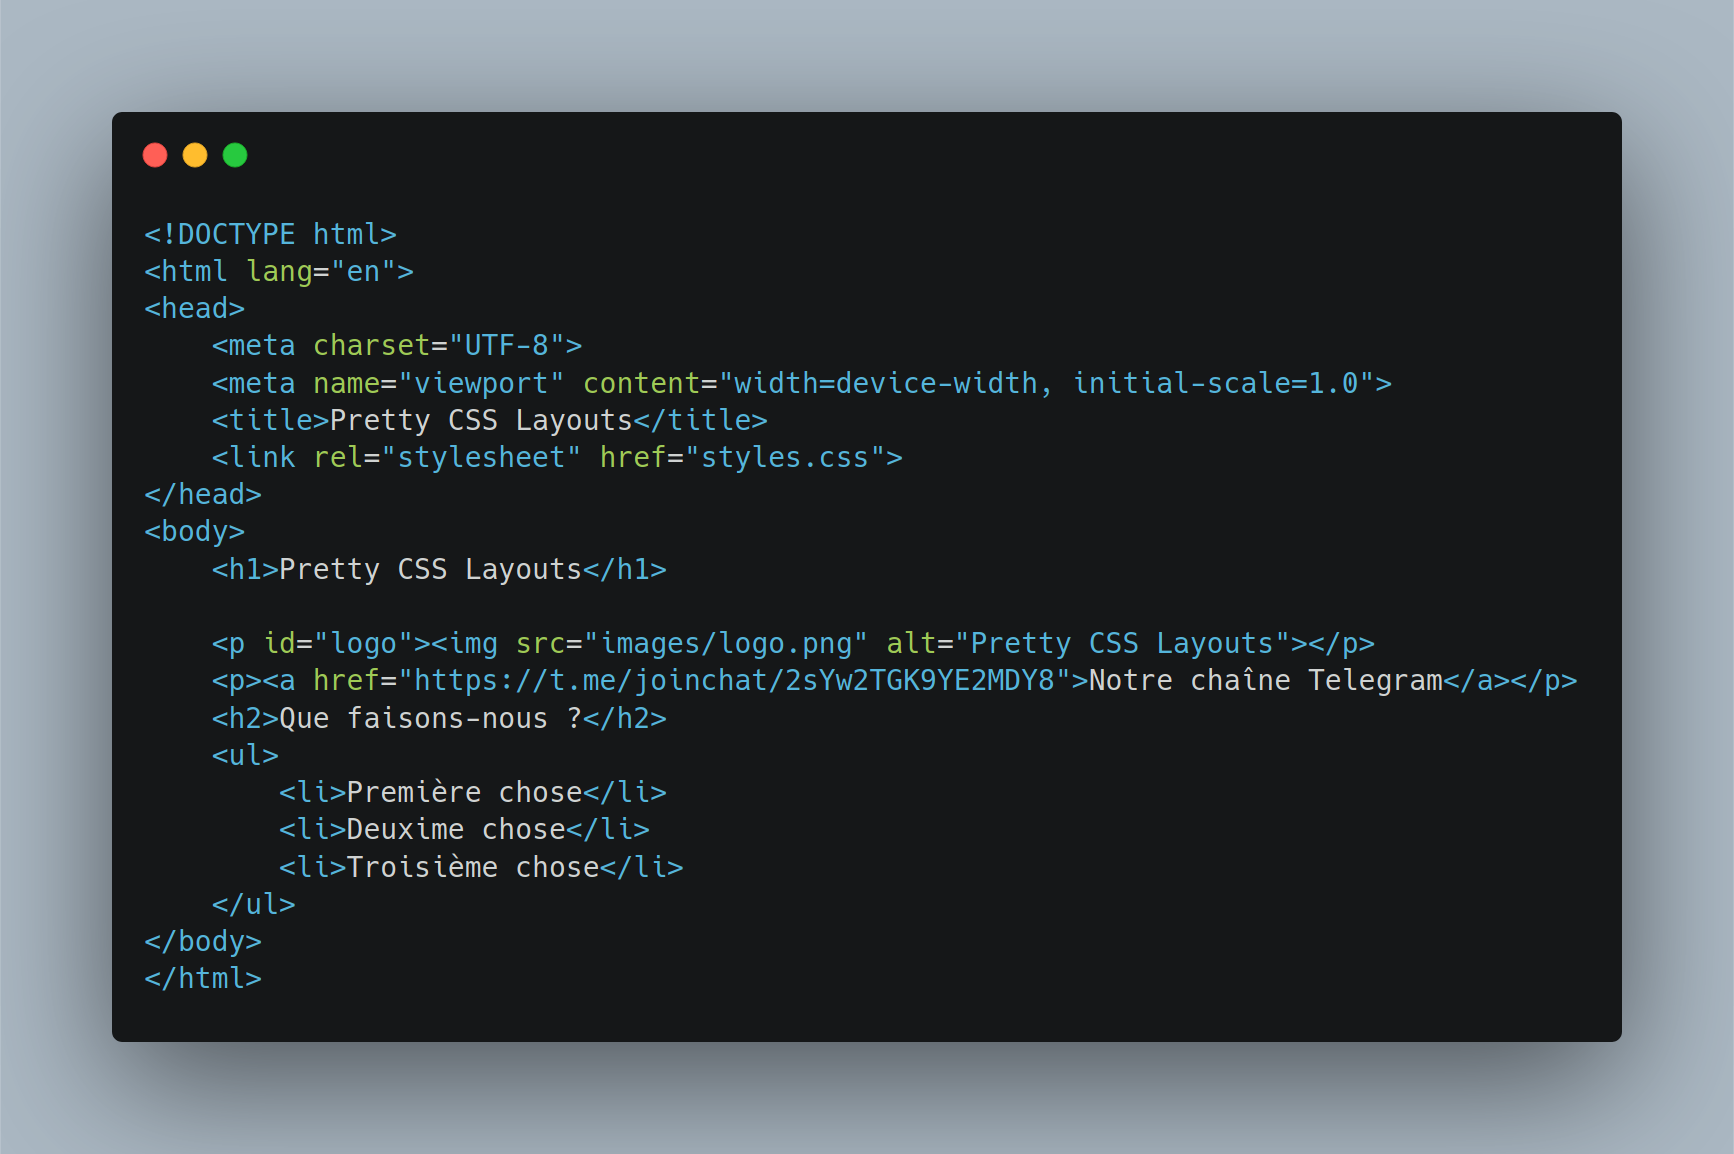 <!DOCTYPE html>
<html lang="en">
<head>
    <meta charset="UTF-8">
    <meta name="viewport" content="width=device-width, initial-scale=1.0">
    <title>Pretty CSS Layouts</title>
    <link rel="stylesheet" href="styles.css">
</head>
<body>
    <h1>Pretty CSS Layouts</h1>

    <p id="logo"><img src="images/logo.png" alt="Pretty CSS Layouts"></p>
    <p><a href="https://t.me/joinchat/2sYw2TGK9YE2MDY8">Notre chaîne Telegram</a></p>
    <h2>Que faisons-nous ?</h2>
    <ul>
        <li>Première chose</li>
        <li>Deuxime chose</li>
        <li>Troisième chose</li>
    </ul>
</body>
</html>